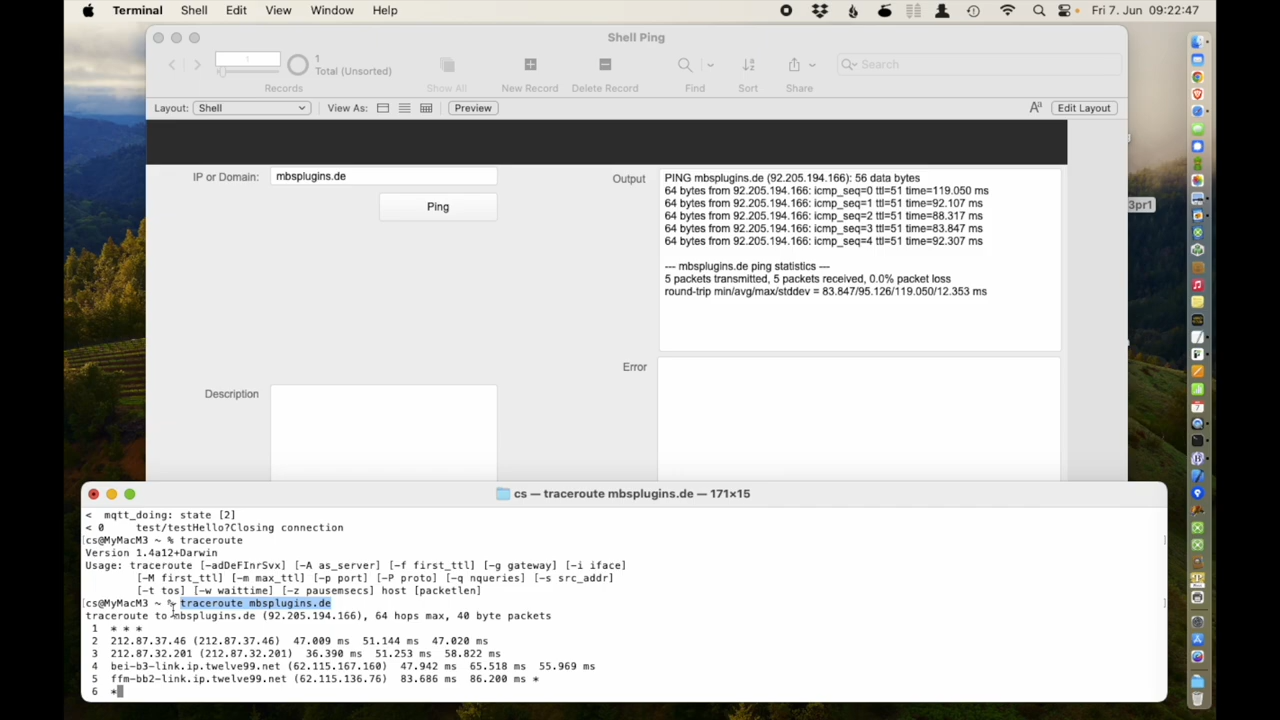 Terminal Shell Edit View Window Help Fri 7. Jun 09:22:47
Shell Ping
1
1
Total (Unsorted)
Search
Records Show All New Record Delete Record Find Sort Share
Layout: Shell View As: Preview Aª Edit Layout
IP or Domain: mbsplugins.de
Ping
Output
PING mbsplugins.de (92.205.194.166): 56 data bytes
64 bytes from 92.205.194.166: icmp_seq=0 ttl=51 time=119.050 ms
64 bytes from 92.205.194.166: icmp_seq=1 ttl=51 time=92.107 ms
64 bytes from 92.205.194.166: icmp_seq=2 ttl=51 time=88.317 ms
64 bytes from 92.205.194.166: icmp_seq=3 ttl=51 time=83.847 ms
64 bytes from 92.205.194.166: icmp_seq=4 ttl=51 time=92.307 ms
--- mbsplugins.de ping statistics ---
5 packets transmitted, 5 packets received, 0.0% packet loss
round-trip min/avg/max/stddev = 83.847/95.126/119.050/12.353 ms
3pr1
Error
Description
cs — traceroute mbsplugins.de — 171×15
< mqtt_doing: state [2]
< 0 test/testHello?Closing connection
[cs@MyMacM3 ~ % traceroute ]
Version 1.4a12+Darwin
Usage: traceroute [-adDeFInrSvx] [-A as_server] [-f first_ttl] [-g gateway] [-i iface]
[-M first_ttl] [-m max_ttl] [-p port] [-P proto] [-q nqueries] [-s src_addr]
[-t tos] [-w waittime] [-z pausemsecs] host [packetlen]
[cs@MyMacM3 ~ % traceroute mbsplugins.de ]
traceroute to mbsplugins.de (92.205.194.166), 64 hops max, 40 byte packets
1 * * *
2 212.87.37.46 (212.87.37.46) 47.009 ms 51.144 ms 47.020 ms
3 212.87.32.201 (212.87.32.201) 36.390 ms 51.253 ms 58.822 ms
4 bei-b3-link.ip.twelve99.net (62.115.167.160) 47.942 ms 65.518 ms 55.969 ms
5 ffm-bb2-link.ip.twelve99.net (62.115.136.76) 83.686 ms 86.200 ms *
6 *